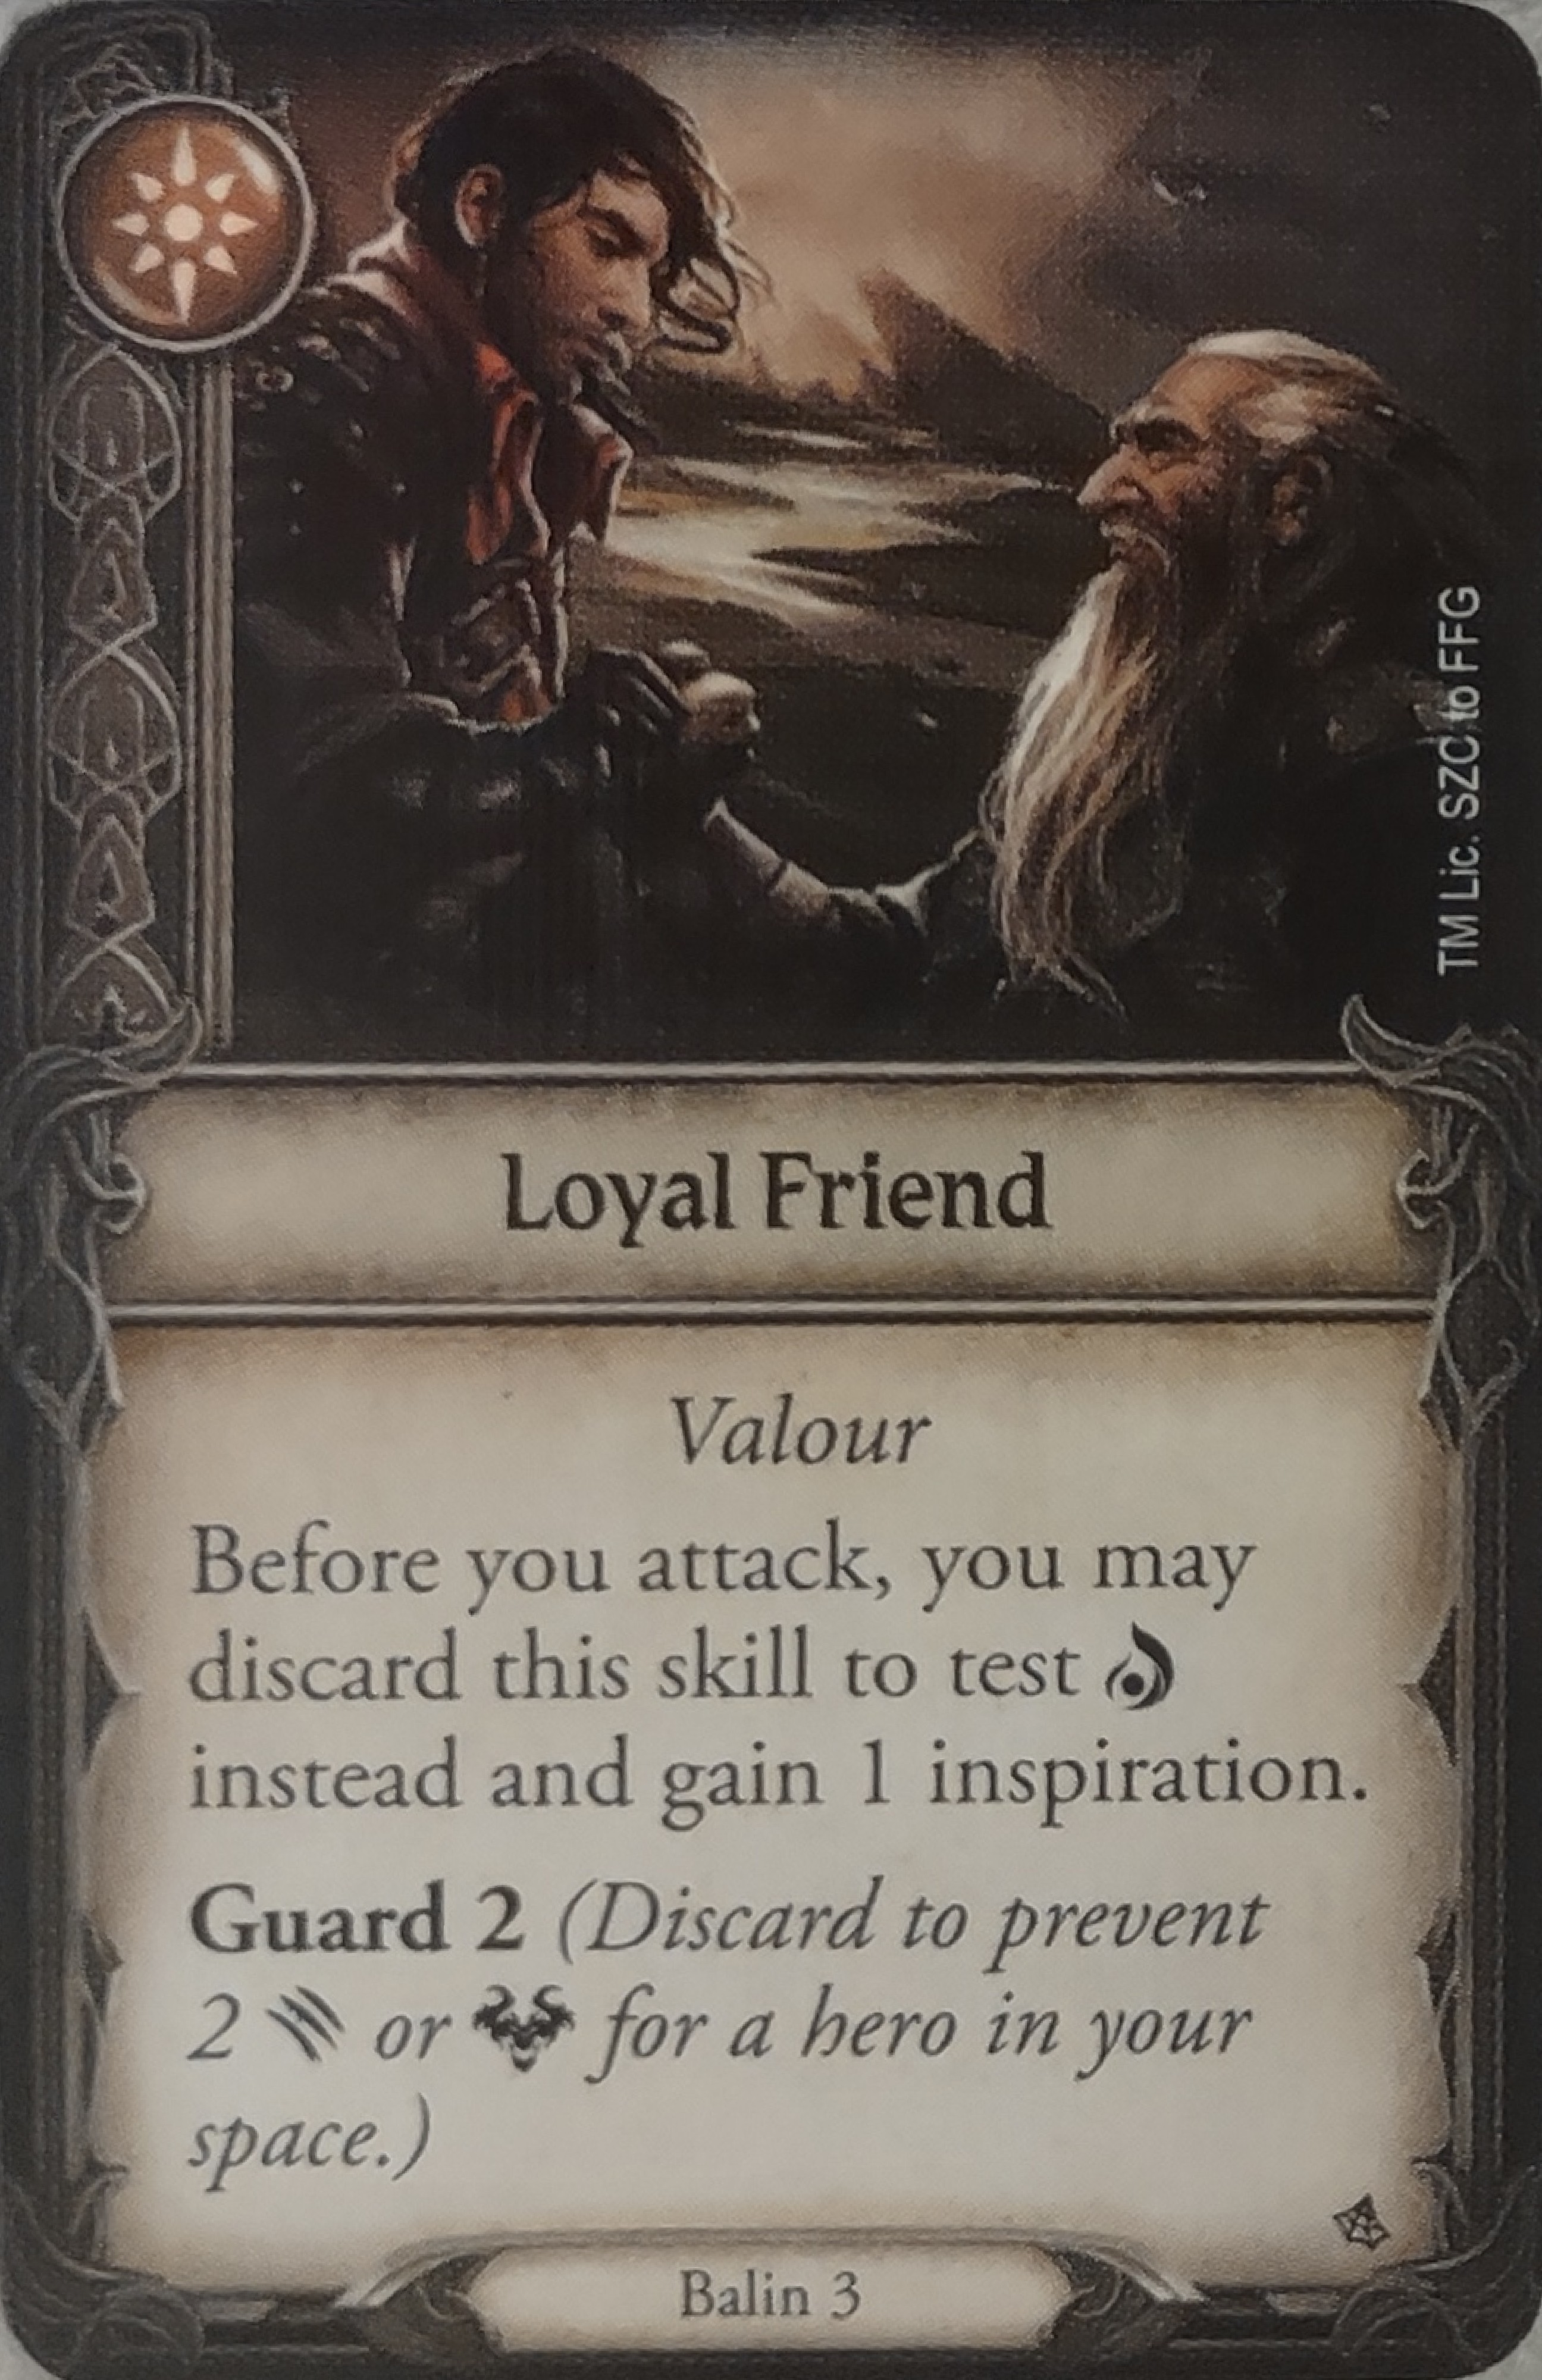 TM Lic. SZC to FFG
Loyal Friend
Valour
Before you attack, you may
discard this skill to test
instead and gain 1 inspiration.
Guard 2 (Discard to prevent
2 or for a hero in your
space.)
Balin 3